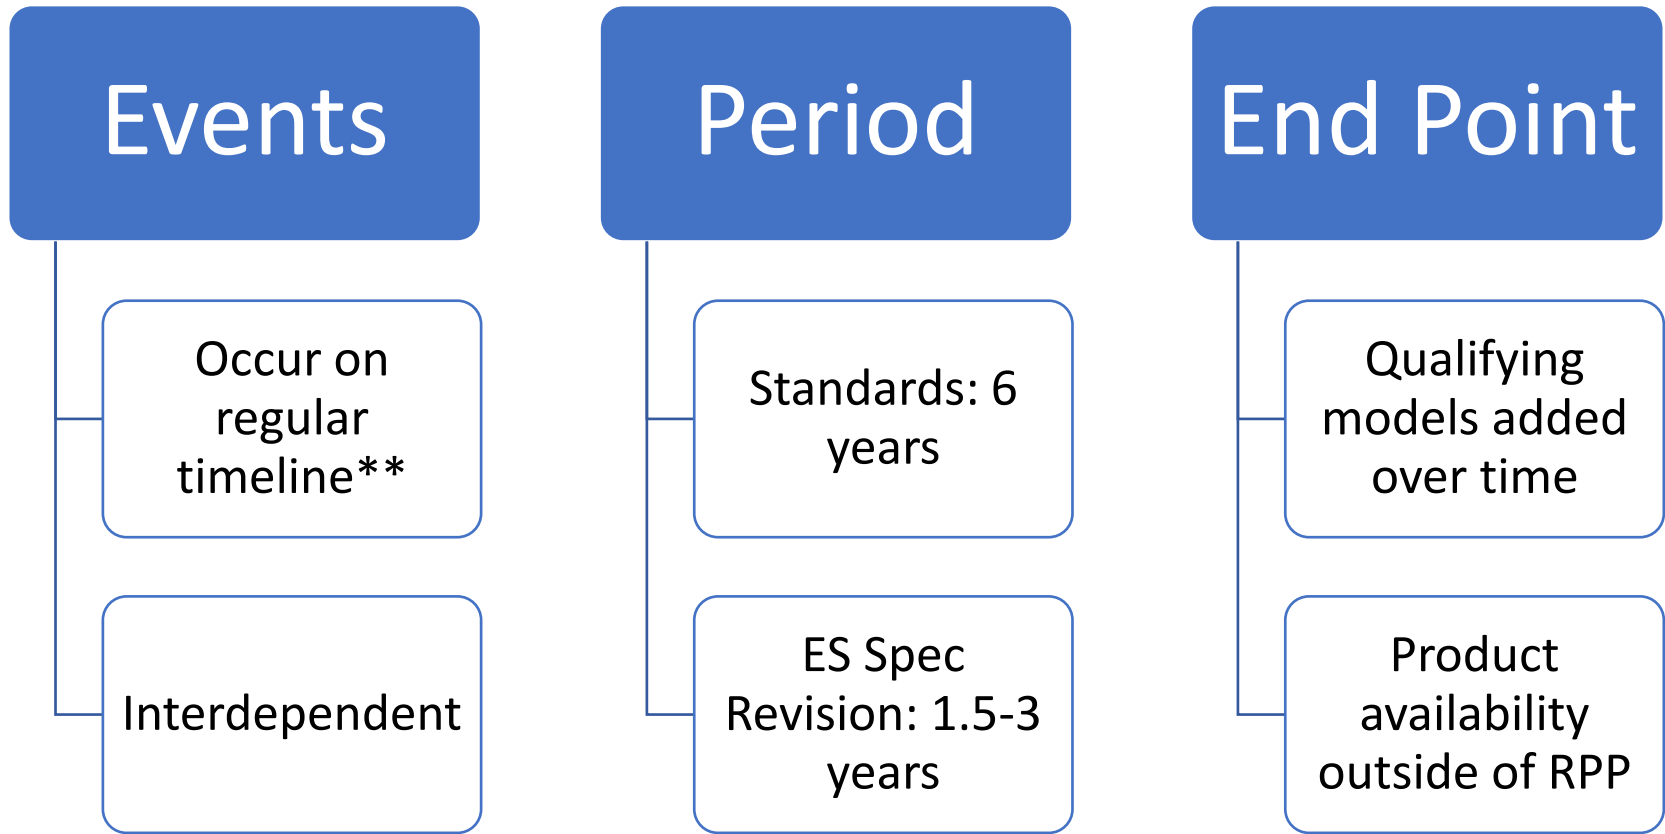 Events
Occur on
regular
timeline**
Interdependent
Period
Standards: 6
years
ES Spec
Revision: 1.5-3
years
End Point
Qualifying
models added
over time
Product
availability
outside of RPP